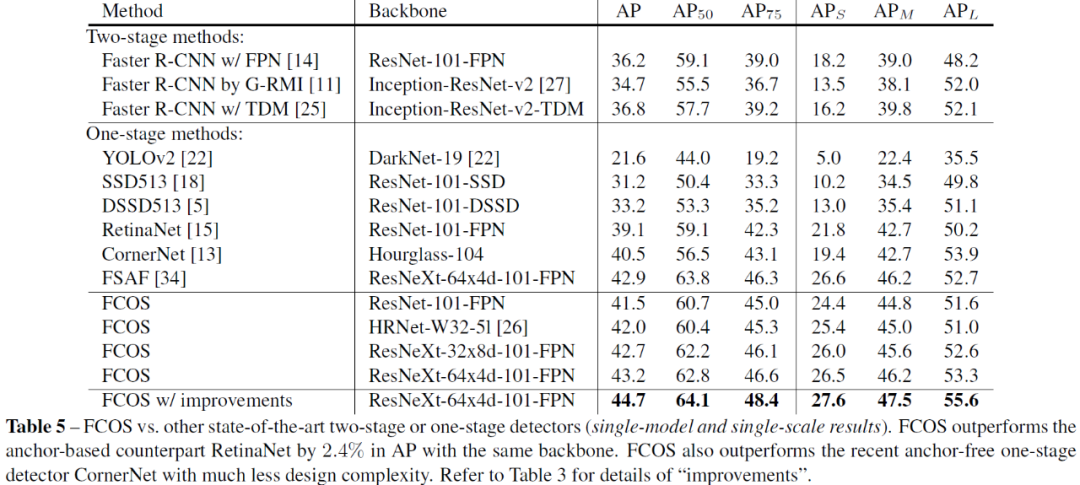 Method Backbone AP AP50 AP75 APS APM APL
Two-stage methods:
Faster R-CNN w/ FPN [14] ResNet-101-FPN 36.2 59.1 39.0 18.2 39.0 48.2
Faster R-CNN by G-RMI [11] Inception-ResNet-v2 [27] 34.7 55.5 36.7 13.5 38.1 52.0
Faster R-CNN w/ TDM [25] Inception-ResNet-v2-TDM 36.8 57.7 39.2 16.2 39.8 52.1
One-stage methods:
YOLOv2 [22] DarkNet-19 [22] 21.6 44.0 19.2 5.0 22.4 35.5
SSD513 [18] ResNet-101-SSD 31.2 50.4 33.3 10.2 34.5 49.8
DSSD513 [5] ResNet-101-DSSD 33.2 53.3 35.2 13.0 35.4 51.1
RetinaNet [15] ResNet-101-FPN 39.1 59.1 42.3 21.8 42.7 50.2
CornerNet [13] Hourglass-104 40.5 56.5 43.1 19.4 42.7 53.9
FSAF [34] ResNeXt-64x4d-101-FPN 42.9 63.8 46.3 26.6 46.2 52.7
FCOS ResNet-101-FPN 41.5 60.7 45.0 24.4 44.8 51.6
FCOS HRNet-W32-5l [26] 42.0 60.4 45.3 25.4 45.0 51.0
FCOS ResNeXt-32x8d-101-FPN 42.7 62.2 46.1 26.0 45.6 52.6
FCOS ResNeXt-64x4d-101-FPN 43.2 62.8 46.6 26.5 46.2 53.3
FCOS w/ improvements ResNeXt-64x4d-101-FPN 44.7 64.1 48.4 27.6 47.5 55.6
Table 5 – FCOS vs. other state-of-the-art two-stage or one-stage detectors (single-model and single-scale results). FCOS outperforms the
anchor-based counterpart RetinaNet by 2.4% in AP with the same backbone. FCOS also outperforms the recent anchor-free one-stage
detector CornerNet with much less design complexity. Refer to Table 3 for details of “improvements”.